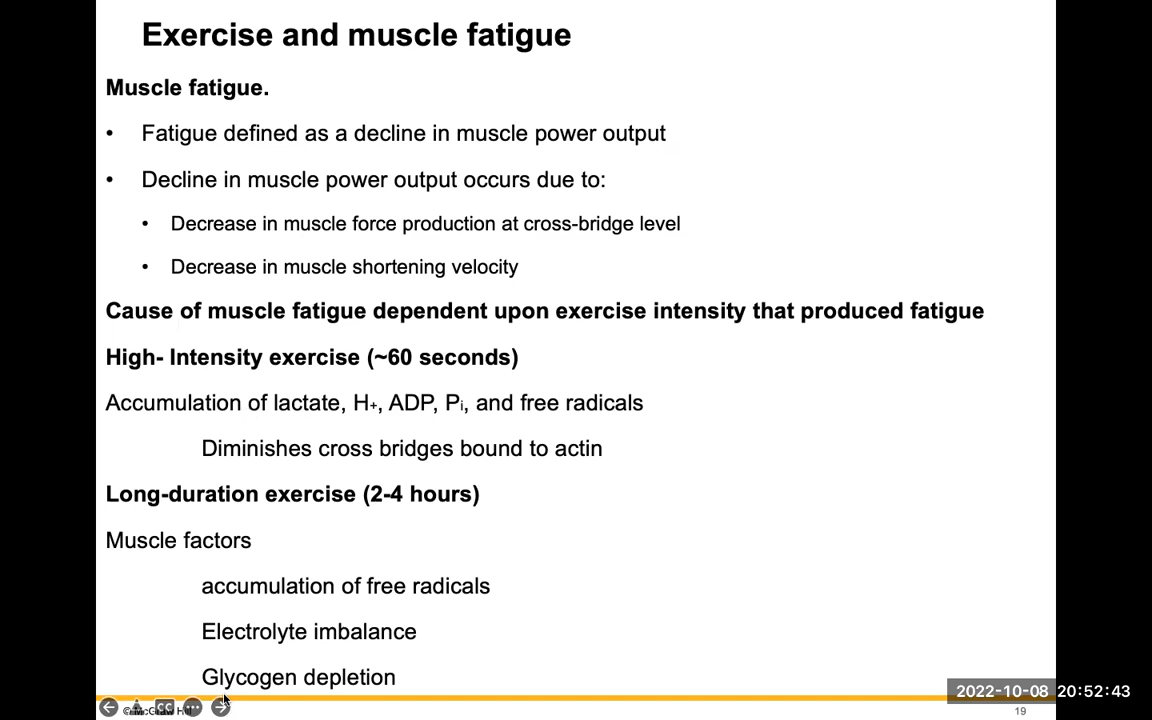 Exercise and muscle fatigue
Muscle fatigue.
• Fatigue defined as a decline in muscle power output
• Decline in muscle power output occurs due to:
• Decrease in muscle force production at cross-bridge level
• Decrease in muscle shortening velocity
Cause of muscle fatigue dependent upon exercise intensity that produced fatigue
High- Intensity exercise (~60 seconds)
Accumulation of lactate, H+, ADP, Pi, and free radicals
Diminishes cross bridges bound to actin
Long-duration exercise (2-4 hours)
Muscle factors
accumulation of free radicals
Electrolyte imbalance
Glycogen depletion
2022-10-08 20:52:43
© McGraw Hill
CC
19